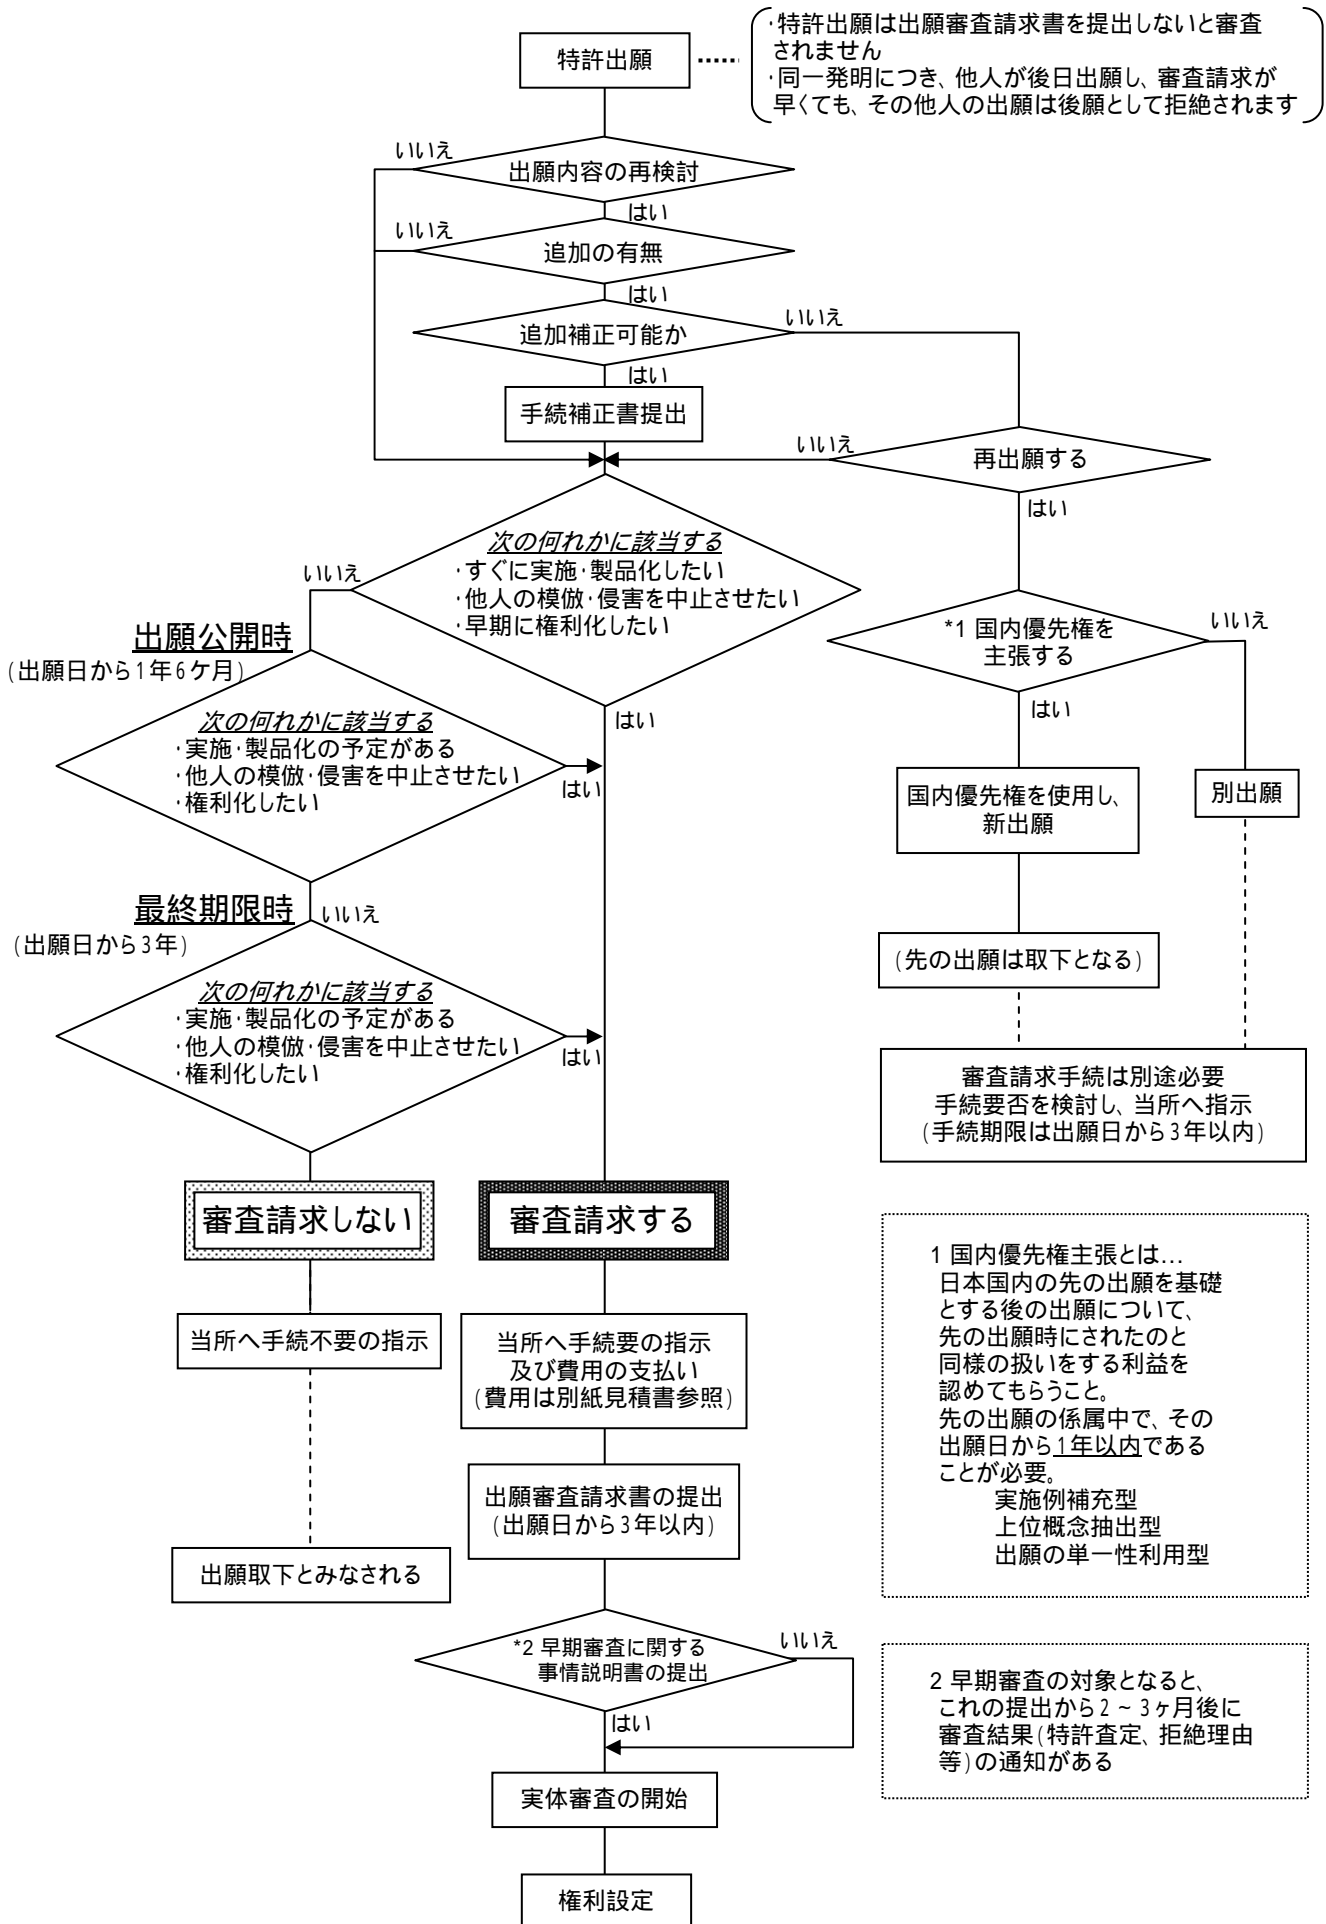 特許出願
･特許出願は出願審査請求書を提出しないと審査
されません
･同一発明につき、他人が後日出願し、審査請求が
早くても、その他人の出願は後願として拒絶されます
いいえ
出願内容の再検討
はい
いいえ
追加の有無
はい
追加補正可能か
いいえ
はい
手続補正書提出
いいえ
再出願する
はい
次の何れかに該当する
･すぐに実施･製品化したい
･他人の模倣･侵害を中止させたい
･早期に権利化したい
いいえ
はい
*1 国内優先権を
主張する
いいえ
はい
出願公開時
(出願日から1年6ケ月)
次の何れかに該当する
･実施･製品化の予定がある
･他人の模倣･侵害を中止させたい
･権利化したい
はい
国内優先権を使用し、
新出願
別出願
最終期限時
いいえ
(出願日から3年)
(先の出願は取下となる)
次の何れかに該当する
･実施･製品化の予定がある
･他人の模倣･侵害を中止させたい
･権利化したい
はい
審査請求手続は別途必要
手続要否を検討し、当所へ指示
(手続期限は出願日から3年以内)
審査請求しない
審査請求する
当所へ手続不要の指示
当所へ手続要の指示
及び費用の支払い
(費用は別紙見積書参照)
出願審査請求書の提出
(出願日から3年以内)
出願取下とみなされる
1 国内優先権主張とは…
日本国内の先の出願を基礎
とする後の出願について、
先の出願時にされたのと
同様の扱いをする利益を
認めてもらうこと。
先の出願の係属中で、その
出願日から1年以内である
ことが必要。
実施例補充型
上位概念抽出型
出願の単一性利用型
*2 早期審査に関する
事情説明書の提出
いいえ
はい
2 早期審査の対象となると、
これの提出から2～3ヶ月後に
審査結果(特許査定、拒絶理由
等)の通知がある
実体審査の開始
権利設定